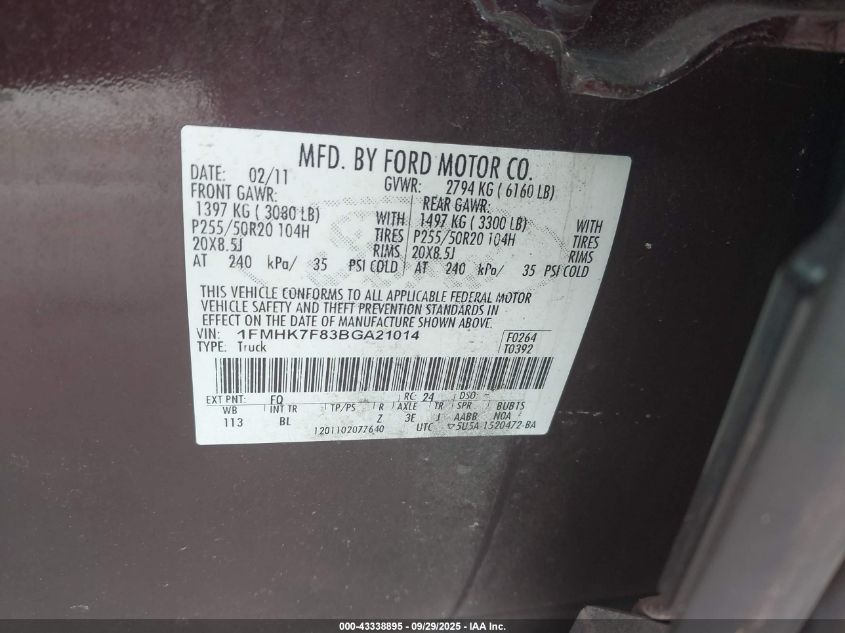 MFD. BY FORD MOTOR CO.
DATE: 02/11 GVWR: 2794 KG ( 6160 LB)
FRONT GAWR: REAR GAWR:
1397 KG ( 3080 LB) WITH 1497 KG ( 3300 LB) WITH
P255/50R20 104H TIRES P255/50R20 104H TIRES
20X8.5J RIMS 20X8.5J RIMS
AT 240 kPa/ 35 PSI COLD AT 240 kPa/ 35 PSI COLD
THIS VEHICLE CONFORMS TO ALL APPLICABLE FEDERAL MOTOR
VEHICLE SAFETY AND THEFT PREVENTION STANDARDS IN
EFFECT ON THE DATE OF MANUFACTURE SHOWN ABOVE.
VIN: 1FMHK7F83BGA21014 F0264
TYPE: Truck T0392
EXT PNT: FQ RC: 24 DSO:
WB INT TR TP/PS R AXLE TR SPR BUBTS
113 BL Z 3E J AABB NOA
1201102077640 UTC ▽5U5A-1520472-BA
000-43338895 - 09/29/2025 - IAA Inc.